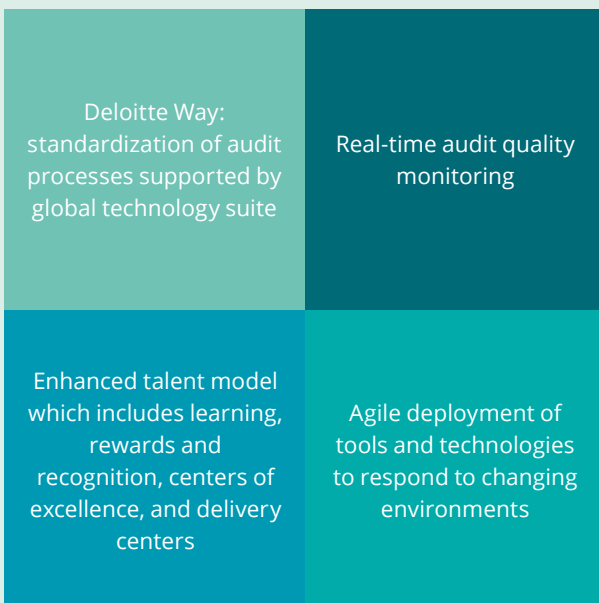 Deloitte Way:
standardization of audit
processes supported by
global technology suite
Real-time audit quality
monitoring
Enhanced talent model
which includes learning,
rewards and
recognition, centers of
excellence, and delivery
centers
Agile deployment of
tools and technologies
to respond to changing
environments